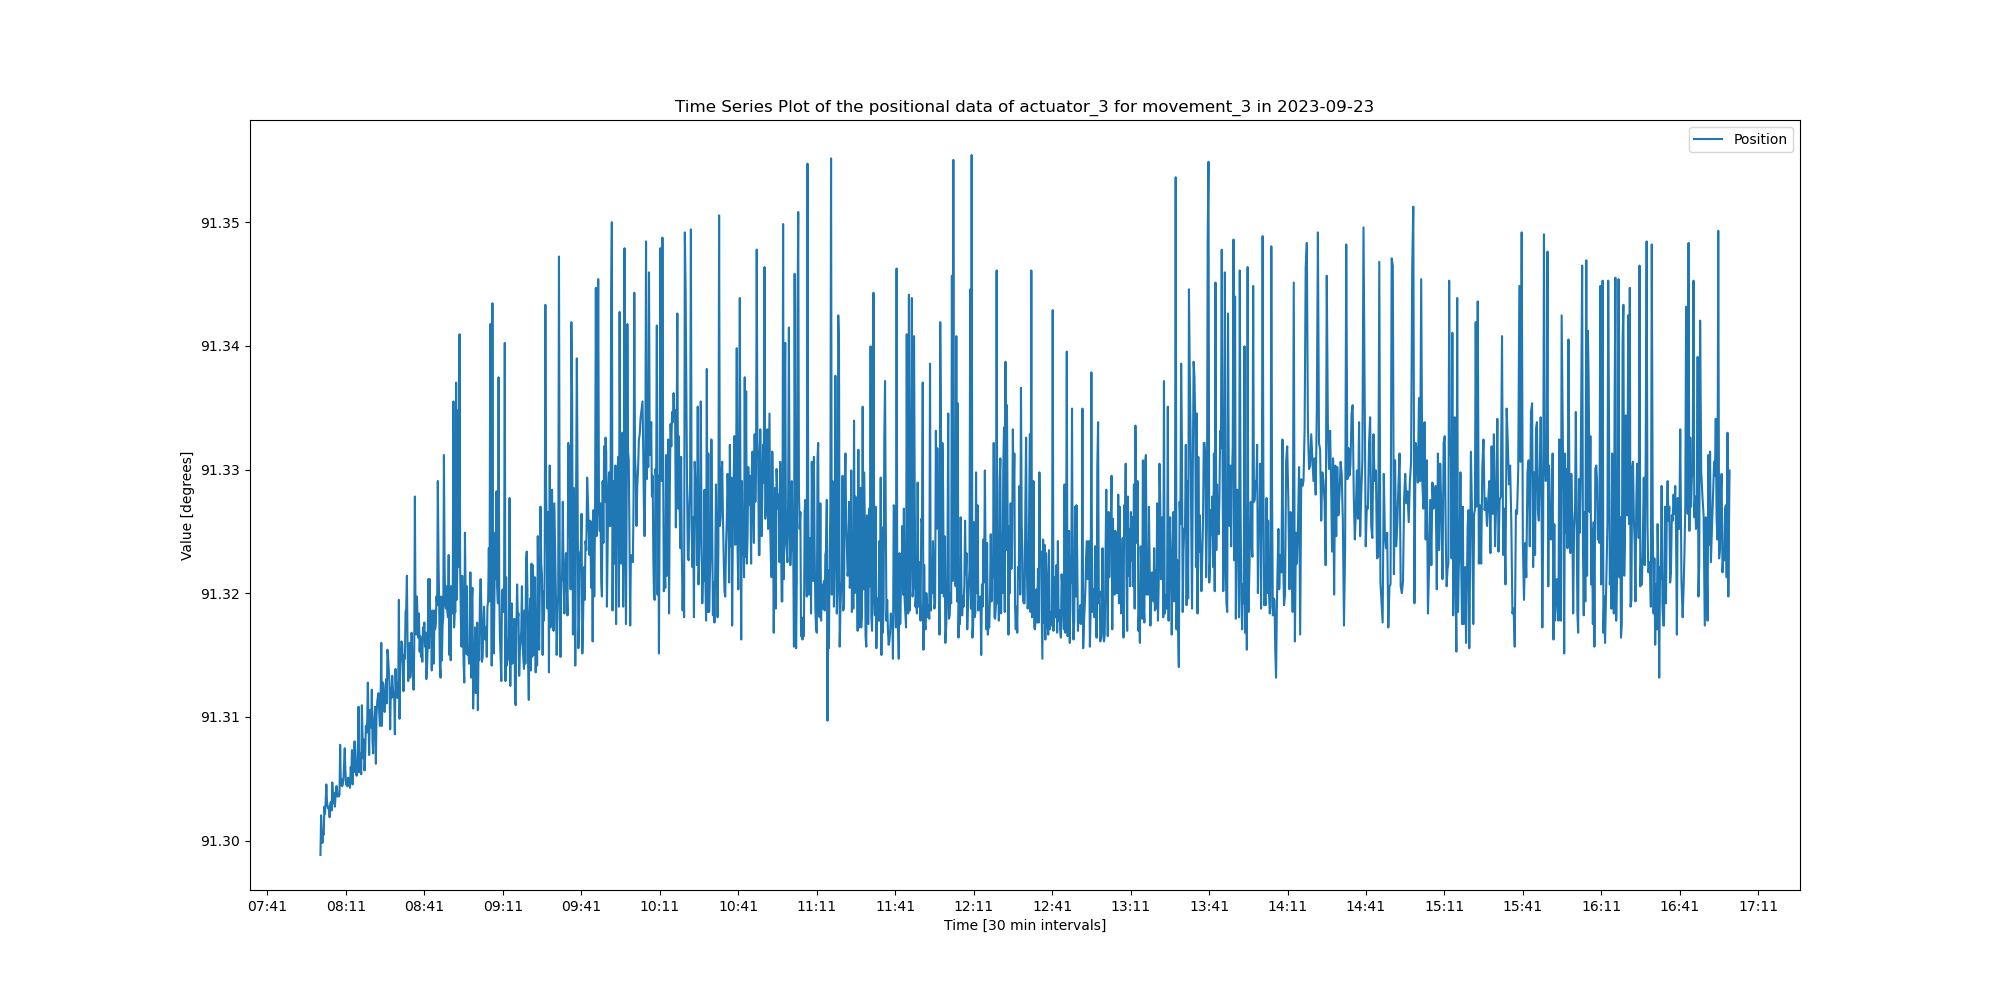 Time Series Plot of the positional data of actuator_3 for movement_3 in 2023-09-23
Position
91.35
91.34
91.33
91.32
91.31
91.30
Value [degrees]
07:41 08:11 08:41 09:11 09:41 10:11 10:41 11:11 11:41 12:11 12:41 13:11 13:41 14:11 14:41 15:11 15:41 16:11 16:41 17:11
Time [30 min intervals]